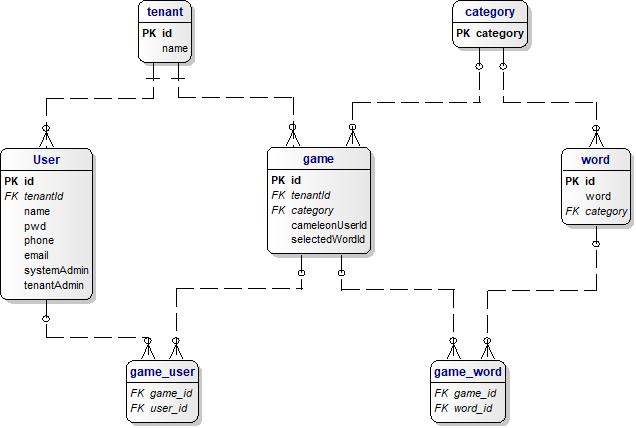 tenant
PK id
name
category
PK category
User
PK id
FK tenantId
name
pwd
phone
email
systemAdmin
tenantAdmin
game
PK id
FK tenantId
FK category
cameleonUserId
selectedWordId
word
PK id
word
FK category
game_user
FK game_id
FK user_id
game_word
FK game_id
FK word_id